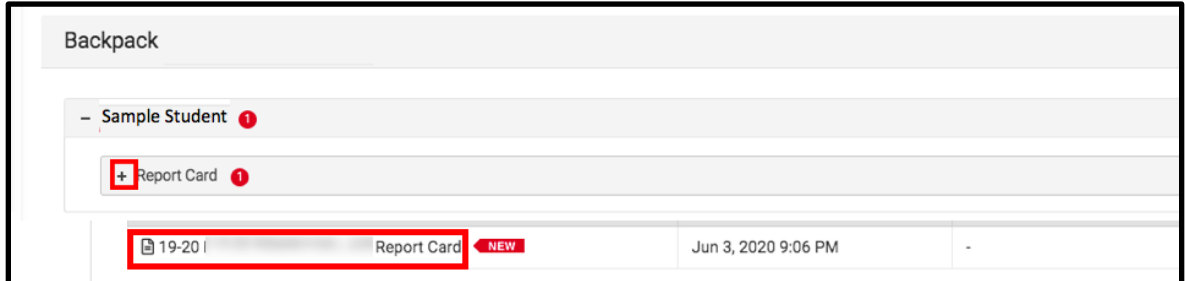 Backpack
– Sample Student 1
+ Report Card 1
19-20 Report Card NEW Jun 3, 2020 9:06 PM -